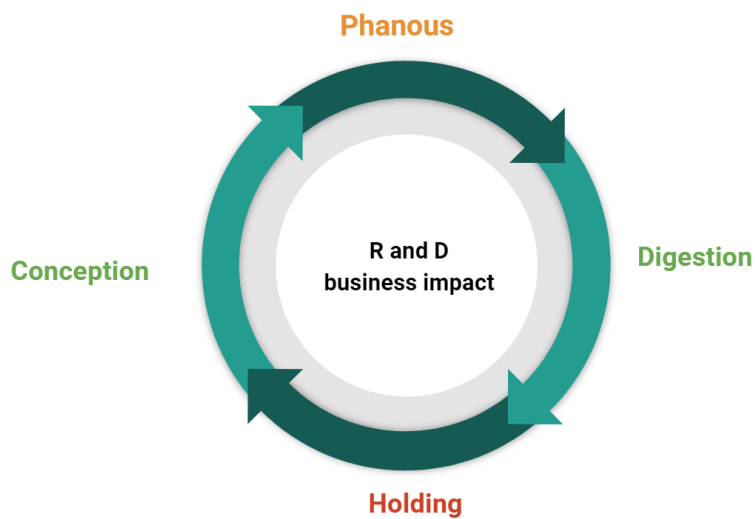 Phanous
Conception
R and D
business impact
Digestion
Holding